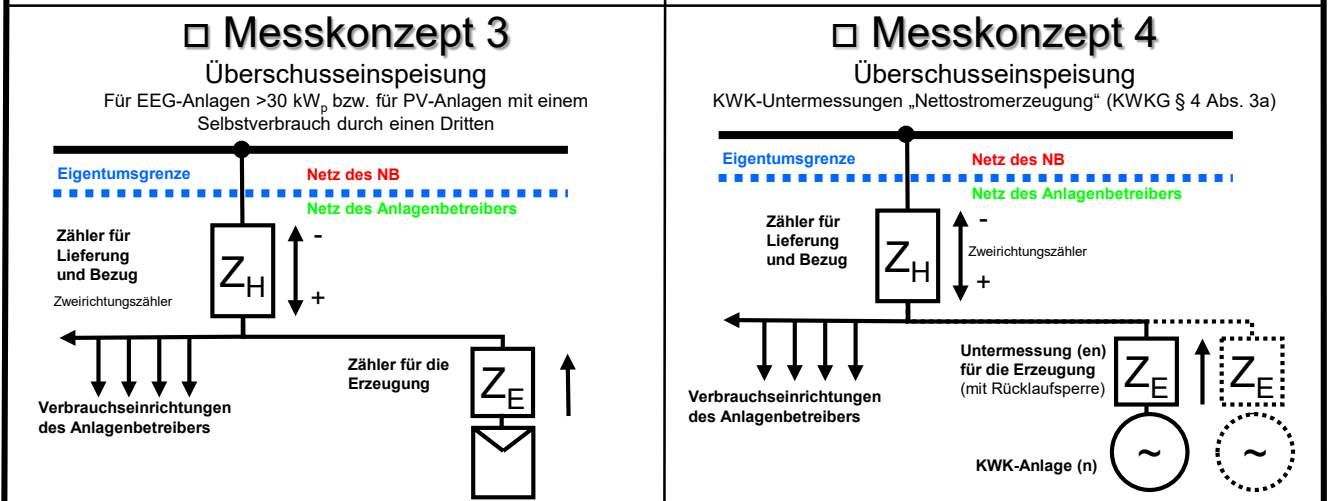 □ Messkonzept 3
Überschusseinspeisung
Für EEG-Anlagen >30 kWp bzw. für PV-Anlagen mit einem
Selbstverbrauch durch einen Dritten
Eigentumsgrenze
Netz des NB
Netz des Anlagenbetreibers
Zähler für
Lieferung
und Bezug
Zweirichtungszähler
ZH
-
+
Zähler für die
Erzeugung
ZE
Verbrauchseinrichtungen
des Anlagenbetreibers
□ Messkonzept 4
Überschusseinspeisung
KWK-Untermessungen „Nettostromerzeugung“ (KWKG § 4 Abs. 3a)
Eigentumsgrenze
Netz des NB
Netz des Anlagenbetreibers
Zähler für
Lieferung
und Bezug
ZH
-
Zweirichtungszähler
+
Untermessung (en)
für die Erzeugung
(mit Rücklaufsperre)
ZE
ZE
Verbrauchseinrichtungen
des Anlagenbetreibers
KWK-Anlage (n)
~
~